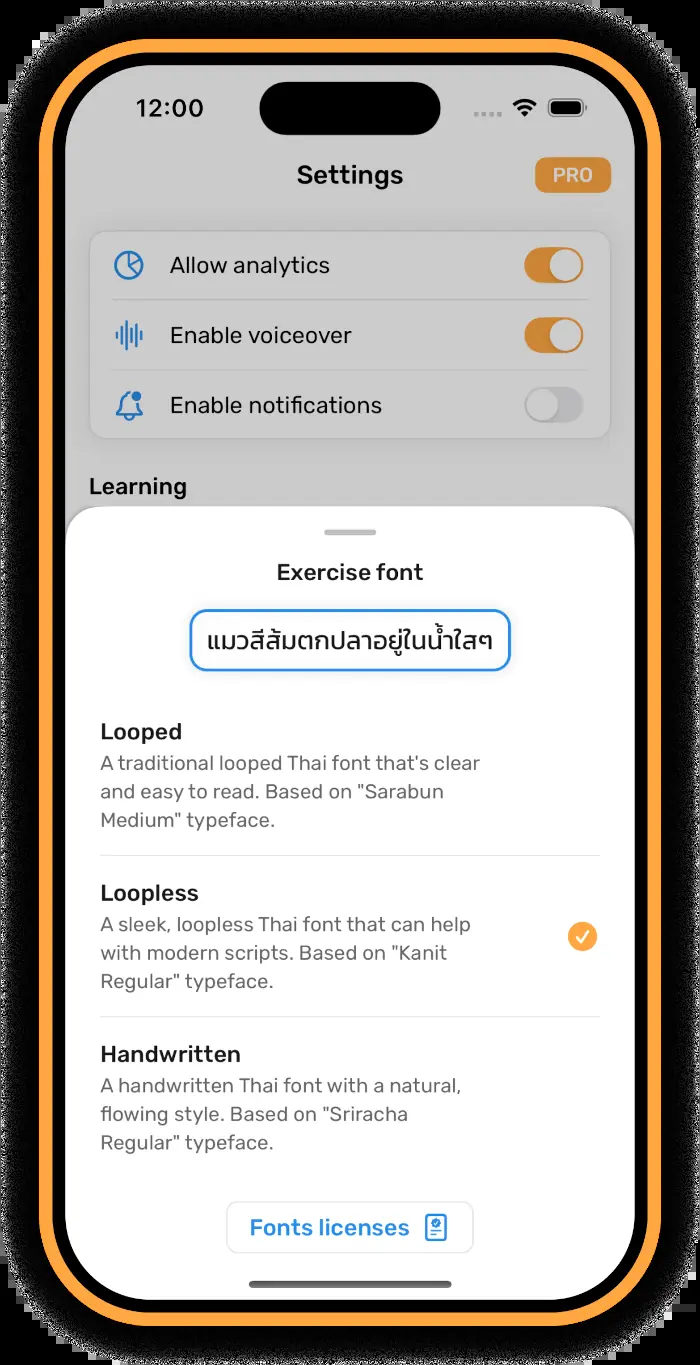 12:00
Settings
PRO
Allow analytics
Enable voiceover
Enable notifications
Learning
Exercise font
แมวสีส้มตกปลาอยู่ในน้ำใสๆ
Looped
A traditional looped Thai font that's clear
and easy to read. Based on "Sarabun
Medium" typeface.
Loopless
A sleek, loopless Thai font that can help
with modern scripts. Based on "Kanit
Regular" typeface.
Handwritten
A handwritten Thai font with a natural,
flowing style. Based on "Sriracha
Regular" typeface.
Fonts licenses